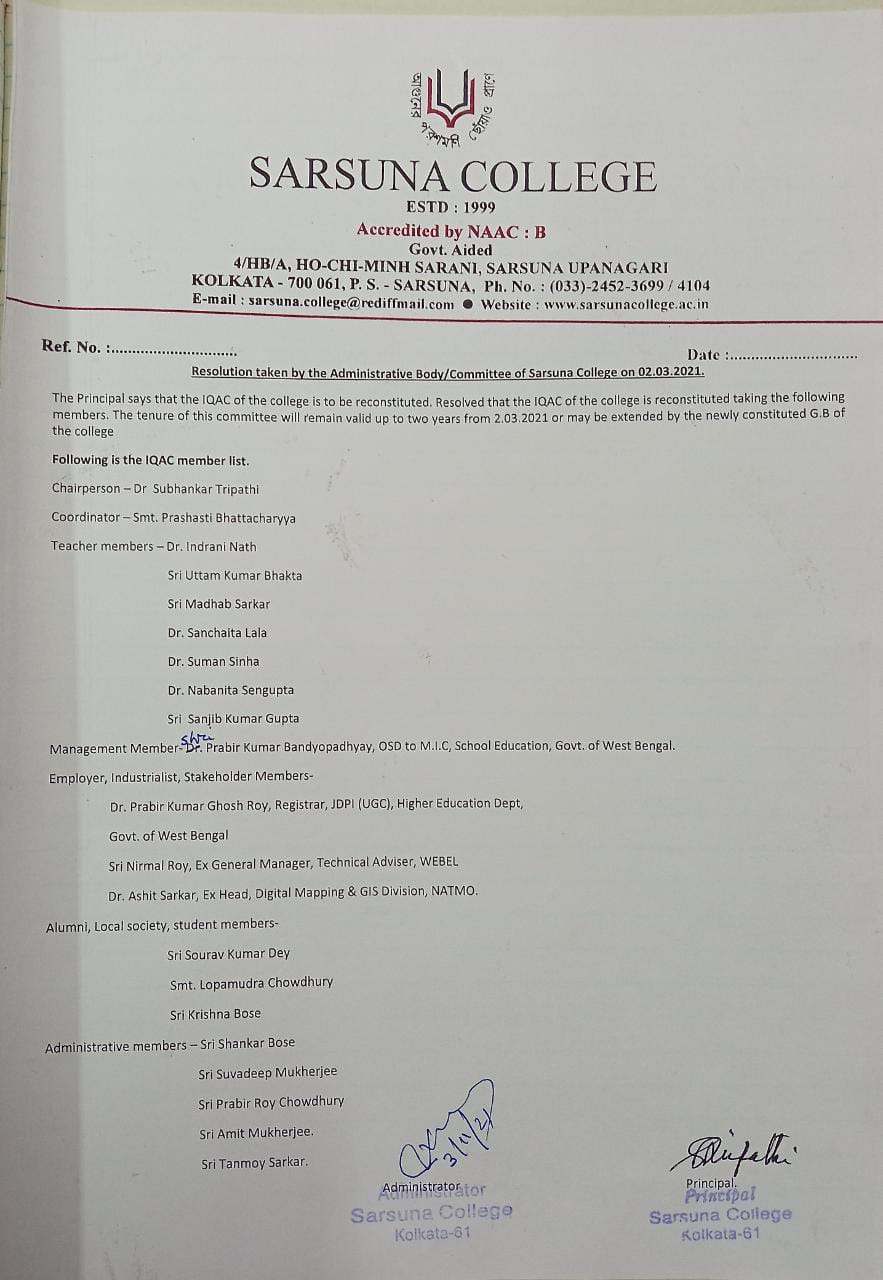 আগুনের পরশমণি ছোঁয়াও প্রাণে
SARSUNA COLLEGE
ESTD : 1999
Accredited by NAAC : B
Govt. Aided
4/HB/A, HO-CHI-MINH SARANI, SARSUNA UPANAGARI
KOLKATA - 700 061, P. S. - SARSUNA, Ph. No. : (033)-2452-3699 / 4104
E-mail : sarsuna.college@rediffmail.com ● Website : www.sarsunacollege.ac.in
Ref. No. :..............................
Date :...............................
Resolution taken by the Administrative Body/Committee of Sarsuna College on 02.03.2021.
The Principal says that the IQAC of the college is to be reconstituted. Resolved that the IQAC of the college is reconstituted taking the following
members. The tenure of this committee will remain valid up to two years from 2.03.2021 or may be extended by the newly constituted G.B of
the college
Following is the IQAC member list.
Chairperson – Dr Subhankar Tripathi
Coordinator – Smt. Prashasti Bhattacharyya
Teacher members – Dr. Indrani Nath
Sri Uttam Kumar Bhakta
Sri Madhab Sarkar
Dr. Sanchaita Lala
Dr. Suman Sinha
Dr. Nabanita Sengupta
Sri Sanjib Kumar Gupta
Shri
Management Member- Dr. Prabir Kumar Bandyopadhyay, OSD to M.I.C, School Education, Govt. of West Bengal.
Employer, Industrialist, Stakeholder Members-
Dr. Prabir Kumar Ghosh Roy, Registrar, JDPI (UGC), Higher Education Dept,
Govt. of West Bengal
Sri Nirmal Roy, Ex General Manager, Technical Adviser, WEBEL
Dr. Ashit Sarkar, Ex Head, Digital Mapping & GIS Division, NATMO.
Alumni, Local society, student members-
Sri Sourav Kumar Dey
Smt. Lopamudra Chowdhury
Sri Krishna Bose
Administrative members – Sri Shankar Bose
Sri Suvadeep Mukherjee
Sri Prabir Roy Chowdhury
Sri Amit Mukherjee.
Sri Tanmoy Sarkar.
3/11/21
STripathi
Administrator
Administrator
Sarsuna College
Kolkata-61
Principal.
Principal
Sarsuna College
Kolkata-61